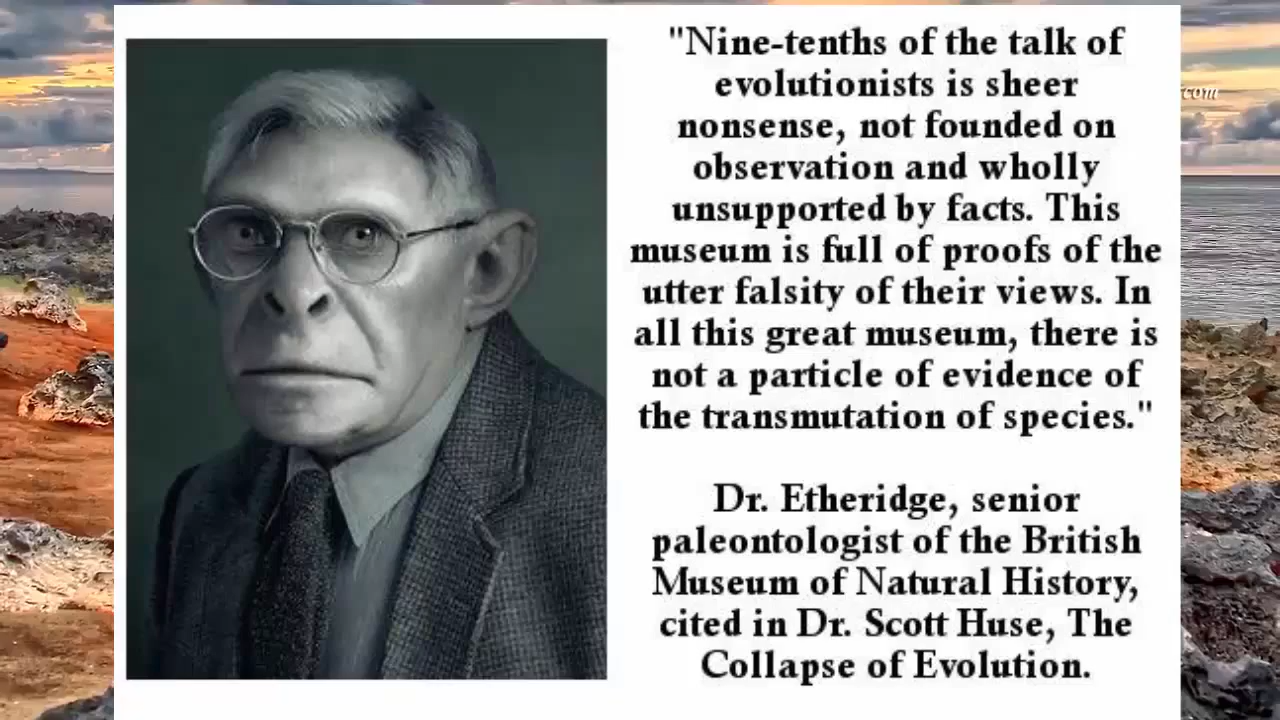 "Nine-tenths of the talk of
evolutionists is sheer
nonsense, not founded on
observation and wholly
unsupported by facts. This
museum is full of proofs of the
utter falsity of their views. In
all this great museum, there is
not a particle of evidence of
the transmutation of species."
Dr. Etheridge, senior
paleontologist of the British
Museum of Natural History,
cited in Dr. Scott Huse, The
Collapse of Evolution.
com